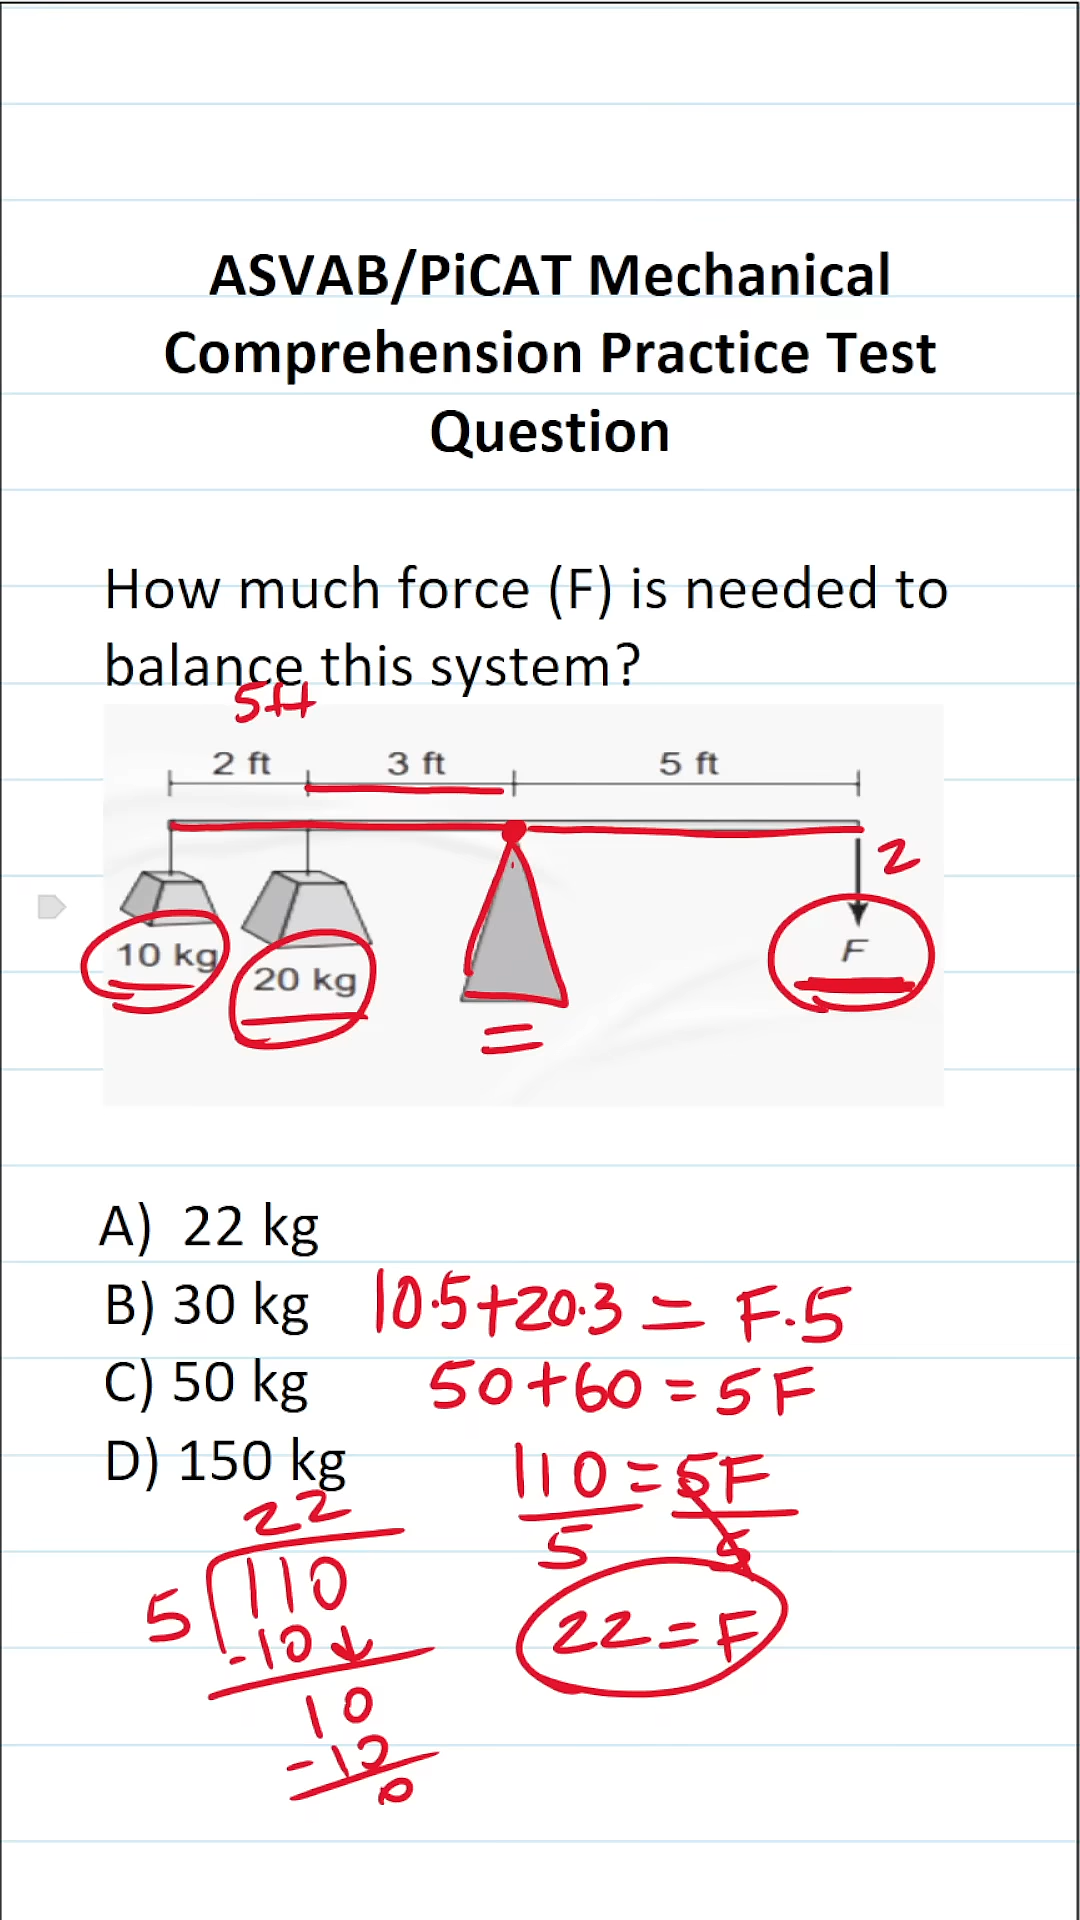 ASVAB/PiCAT Mechanical
Comprehension Practice Test
Question
How much force (F) is needed to
balance this system?
5ft
2 ft 3 ft 5 ft
2
10 kg 20 kg F
=
A) 22 kg
B) 30 kg 10·5+20·3 = F·5
C) 50 kg 50+60 = 5F
D) 150 kg 110 = 5F
5 5
22 = F
22
5 110
-10
10
-10
0